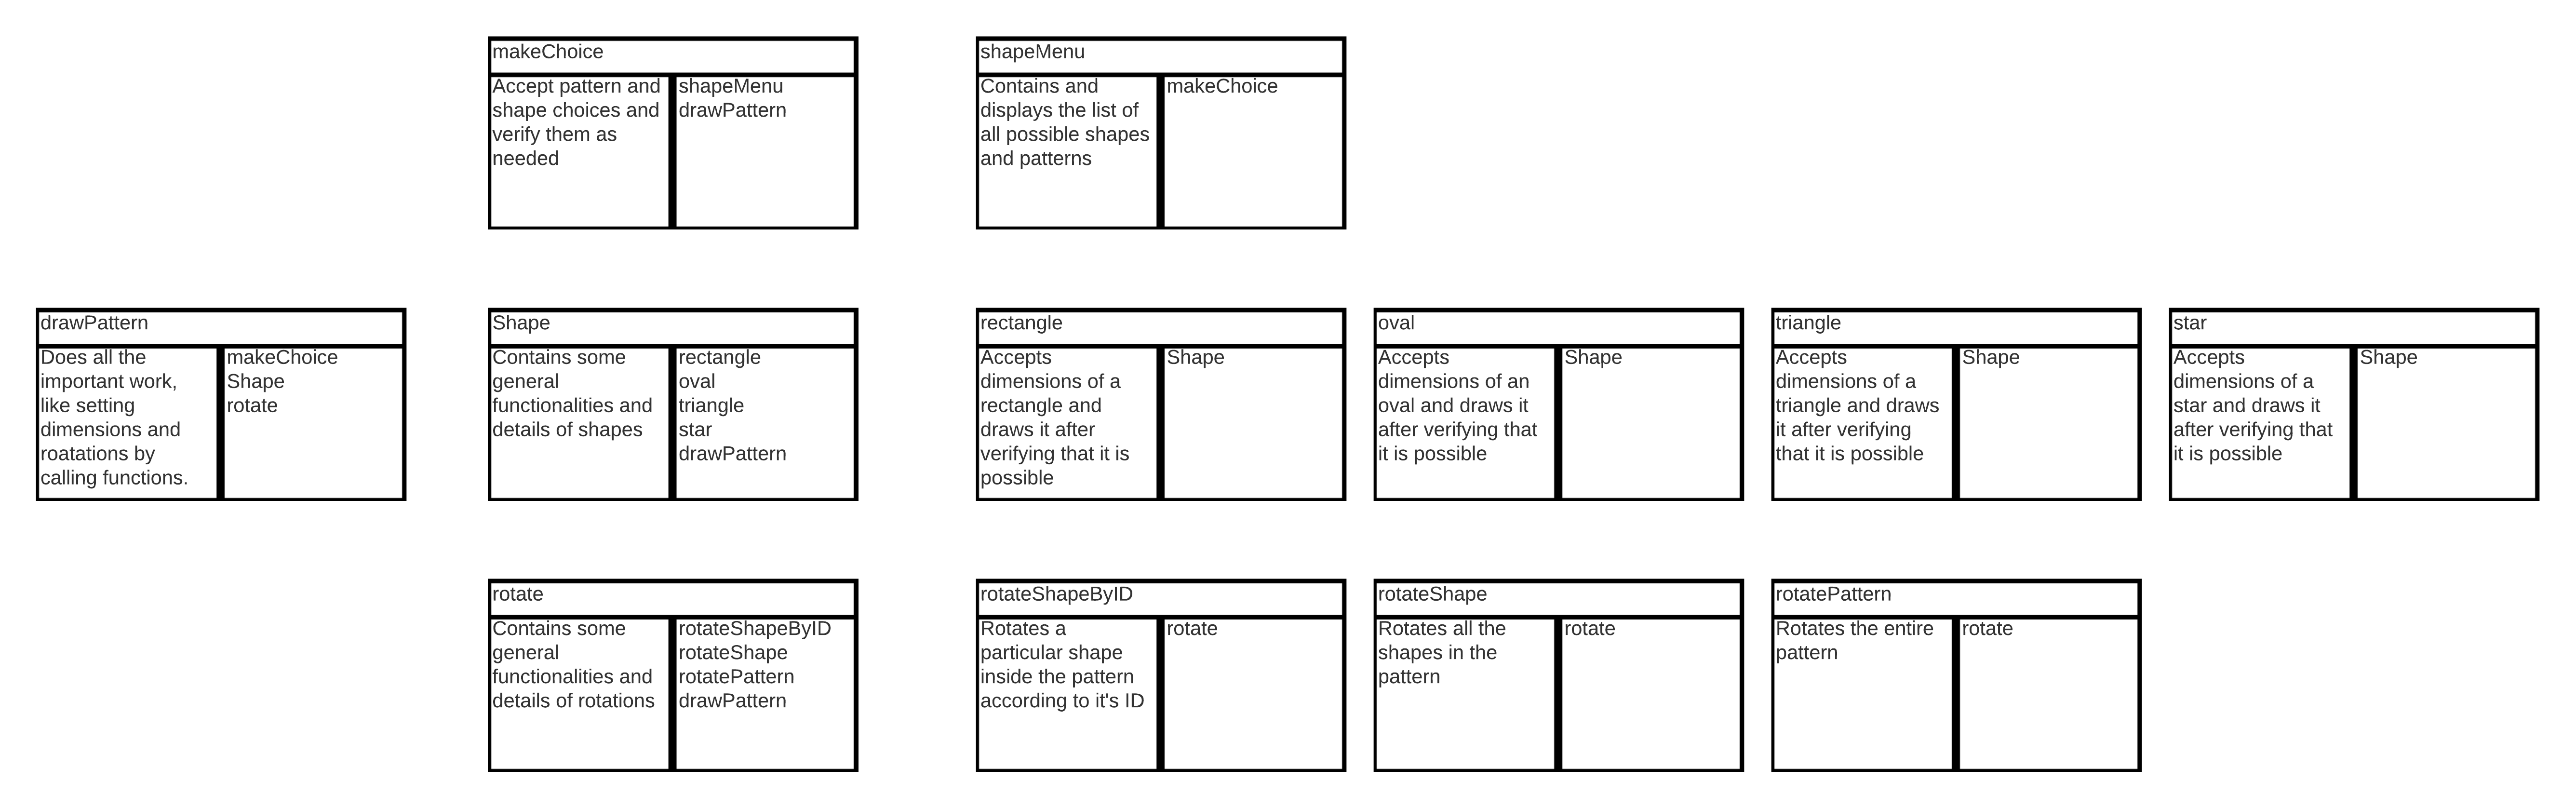 makeChoice
Accept pattern and
shape choices and
verify them as
needed
shapeMenu
drawPattern
shapeMenu
Contains and
displays the list of
all possible shapes
and patterns
makeChoice
drawPattern
Does all the
important work,
like setting
dimensions and
roatations by
calling functions.
makeChoice
Shape
rotate
Shape
Contains some
general
functionalities and
details of shapes
rectangle
oval
triangle
star
drawPattern
rectangle
Accepts
dimensions of a
rectangle and
draws it after
verifying that it is
possible
Shape
oval
Accepts
dimensions of an
oval and draws it
after verifying that
it is possible
Shape
triangle
Accepts
dimensions of a
triangle and draws
it after verifying
that it is possible
Shape
star
Accepts
dimensions of a
star and draws it
after verifying that
it is possible
Shape
rotate
Contains some
general
functionalities and
details of rotations
rotateShapeByID
rotateShape
rotatePattern
drawPattern
rotateShapeByID
Rotates a
particular shape
inside the pattern
according to it's ID
rotate
rotateShape
Rotates all the
shapes in the
pattern
rotate
rotatePattern
Rotates the entire
pattern
rotate